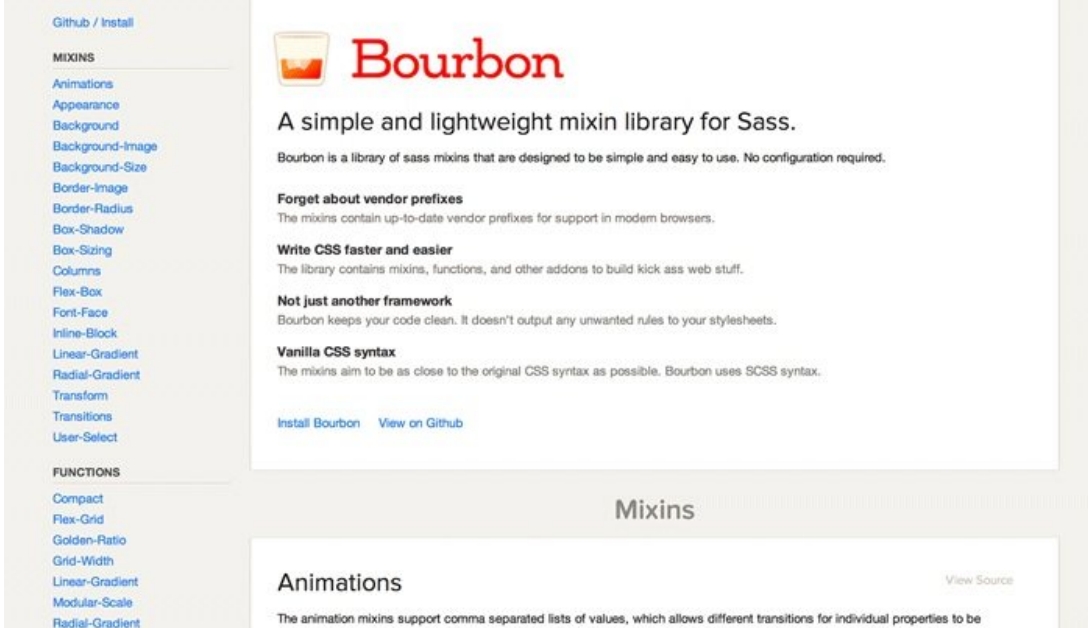 Github / Install
MIXINS
Animations
Appearance
Background
Background-Image
Background-Size
Border-Image
Border-Radius
Box-Shadow
Box-Sizing
Columns
Flex-Box
Font-Face
Inline-Block
Linear-Gradient
Radial-Gradient
Transform
Transitions
User-Select
FUNCTIONS
Compact
Flex-Grid
Golden-Ratio
Grid-Width
Linear-Gradient
Modular-Scale
Radial-Gradient
Bourbon
A simple and lightweight mixin library for Sass.
Bourbon is a library of sass mixins that are designed to be simple and easy to use. No configuration required.
Forget about vendor prefixes
The mixins contain up-to-date vendor prefixes for support in modern browsers.
Write CSS faster and easier
The library contains mixins, functions, and other addons to build kick ass web stuff.
Not just another framework
Bourbon keeps your code clean. It doesn't output any unwanted rules to your stylesheets.
Vanilla CSS syntax
The mixins aim to be as close to the original CSS syntax as possible. Bourbon uses SCSS syntax.
Install Bourbon View on Github
Mixins
Animations View Source
The animation mixins support comma separated lists of values, which allows different transitions for individual properties to be